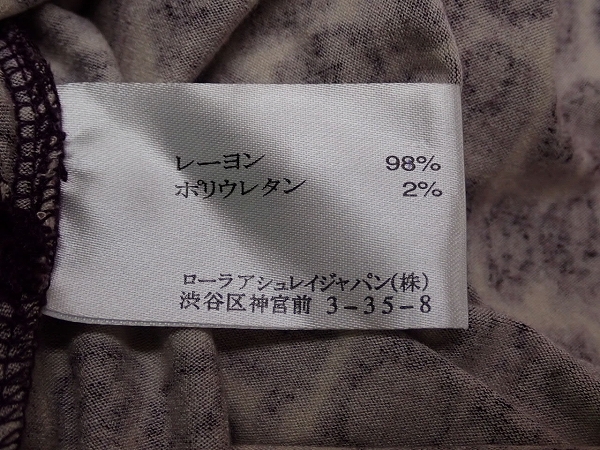 レーヨン 98%
ポリウレタン 2%
ローラアシュレイジャパン(株)
渋谷区神宮前 3-35-8